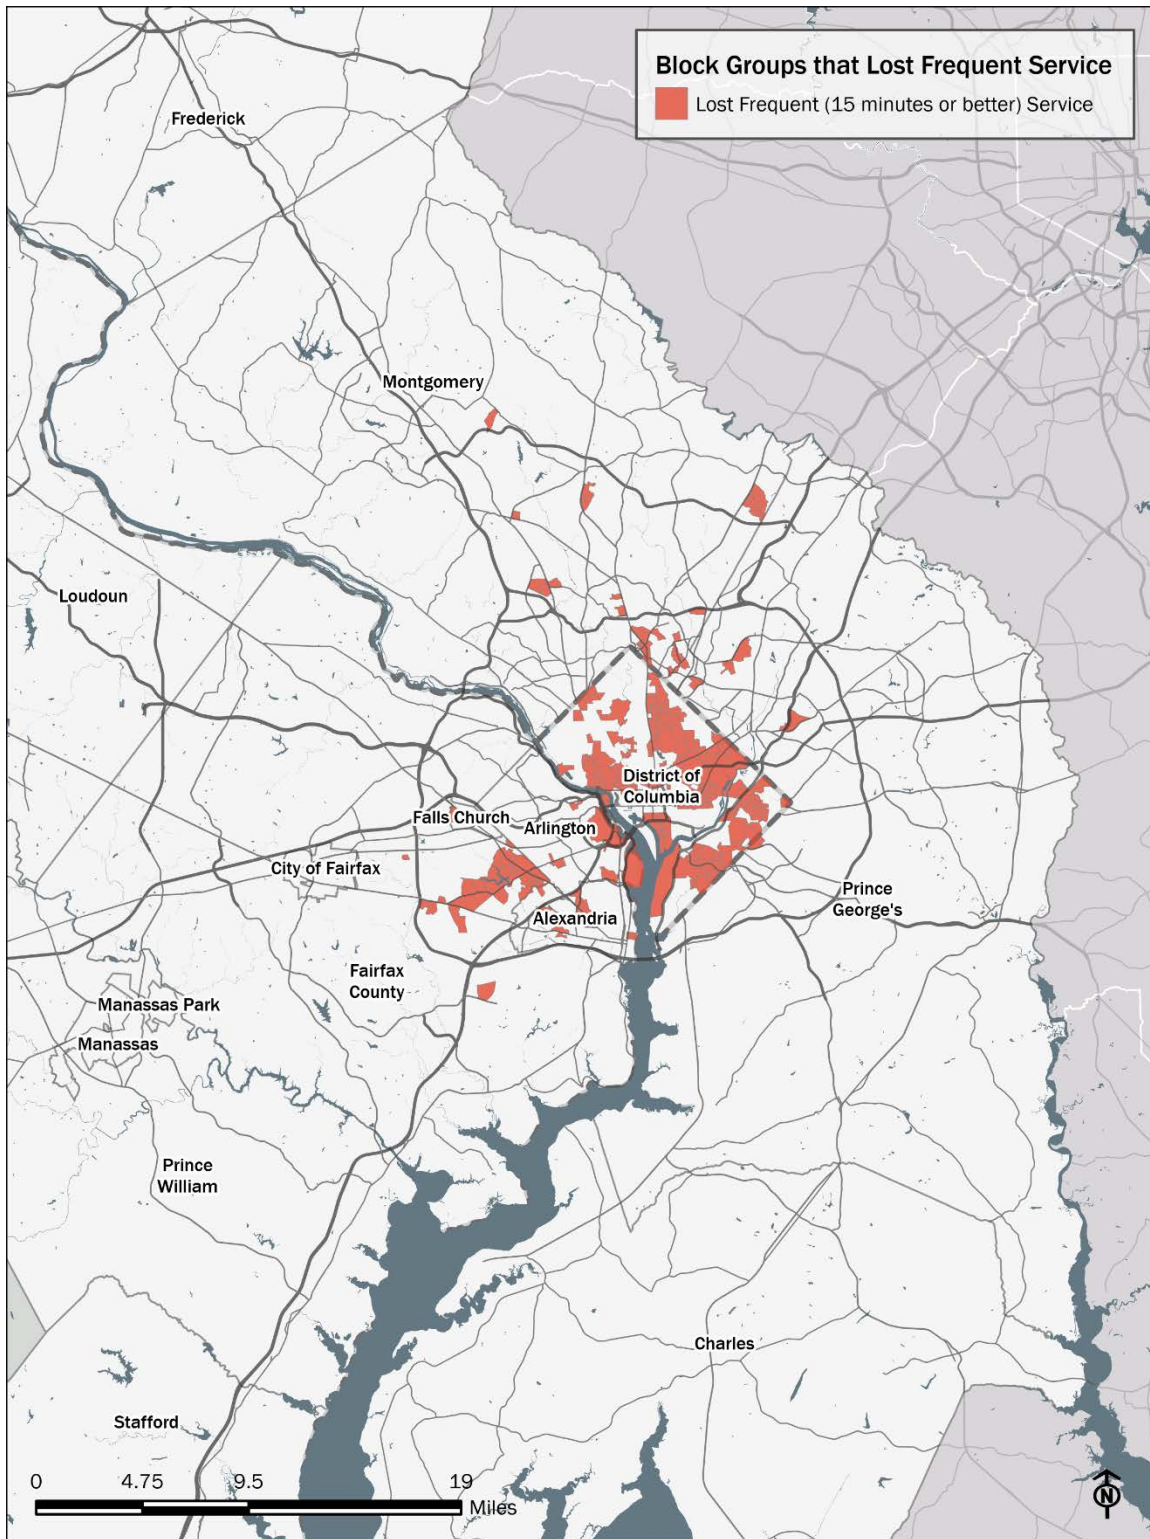 Block Groups that Lost Frequent Service
Lost Frequent (15 minutes or better) Service
Frederick
Montgomery
Loudoun
District of
Columbia
Falls Church
Arlington
City of Fairfax
Prince
George's
Alexandria
Fairfax
County
Manassas Park
Manassas
Prince
William
Charles
Stafford
0 4.75 9.5 19
Miles
N